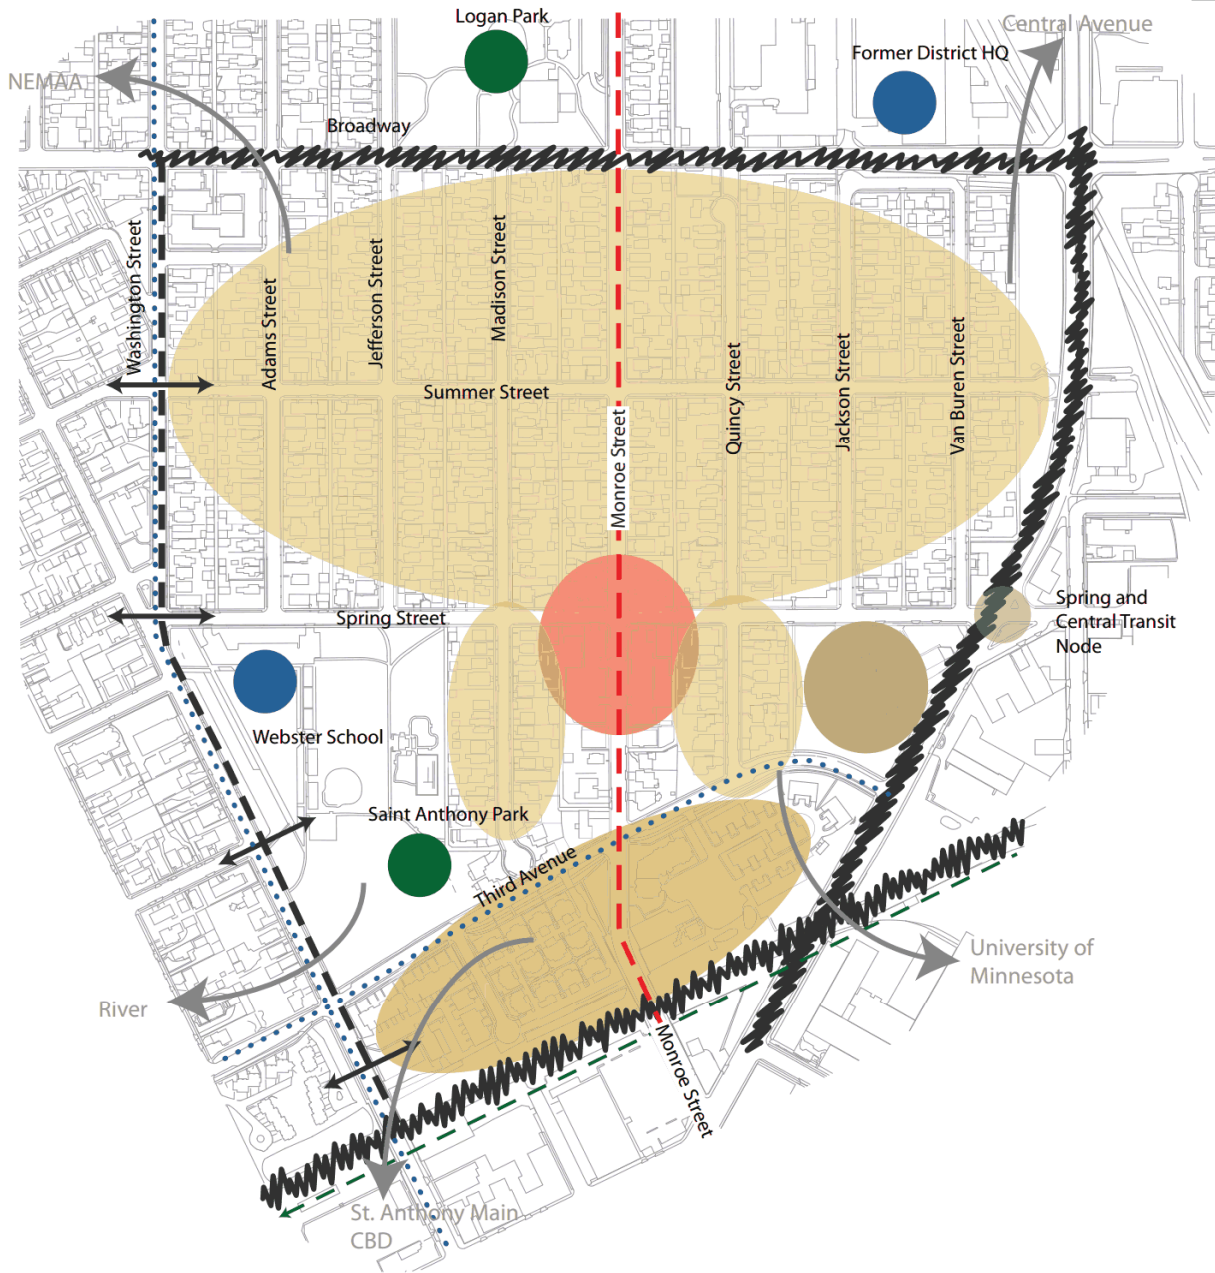 Logan Park
Central Avenue
Former District HQ
NEMAA
Broadway
Washington Street
Adams Street
Jefferson Street
Madison Street
Summer Street
Monroe Street
Quincy Street
Jackson Street
Van Buren Street
Spring Street
Spring and
Central Transit
Node
Webster School
Saint Anthony Park
Third Avenue
University of
Minnesota
River
Monroe Street
St. Anthony Main
CBD